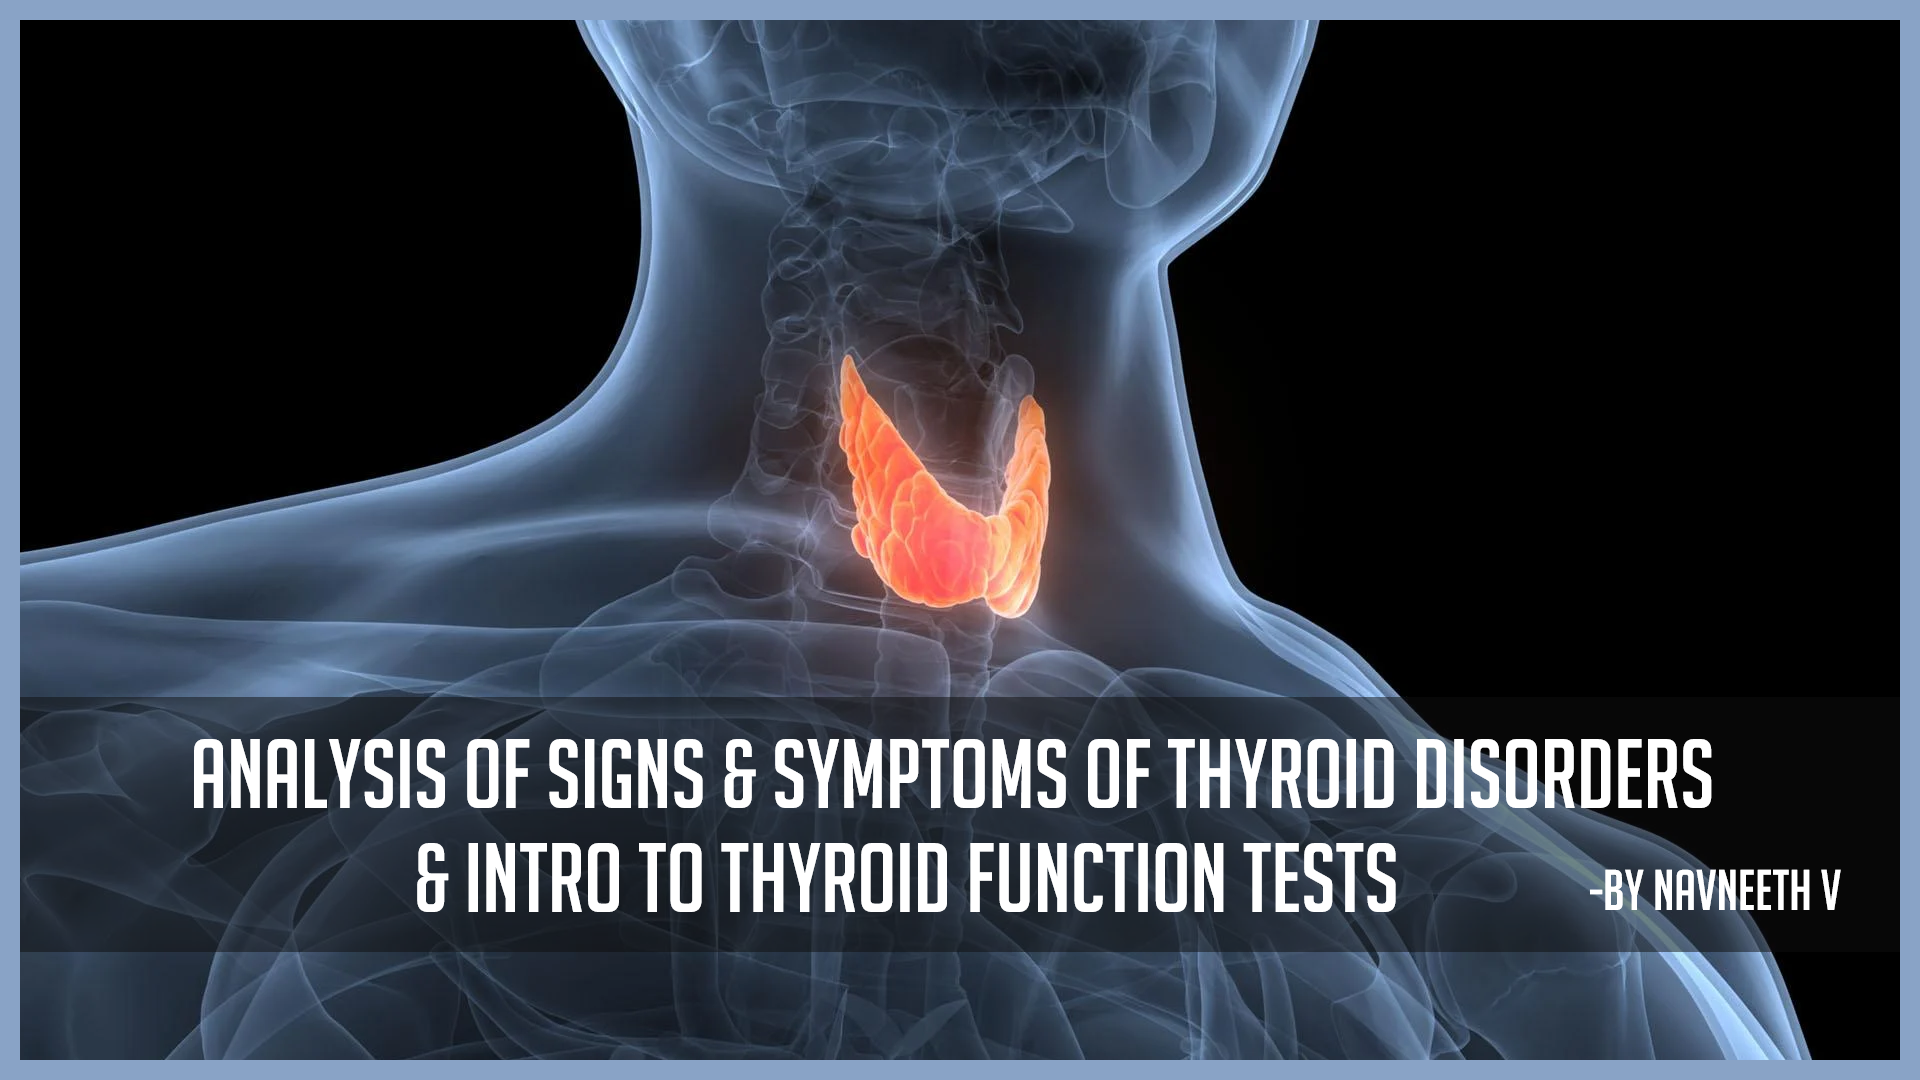 ANALYSIS OF SIGNS & SYMPTOMS OF THYROID DISORDERS
& INTRO TO THYROID FUNCTION TESTS
-BY NAVNEETH V